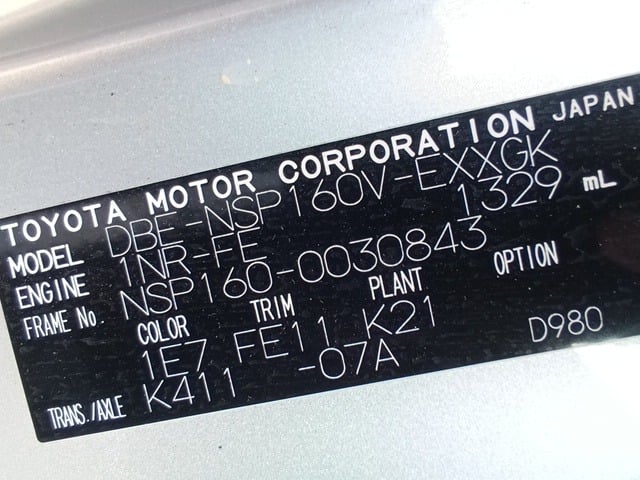 TOYOTA MOTOR CORPORATION JAPAN
MODEL DBE-NSP160V-EXXGK
ENGINE 1NR-FE 1329 mL
FRAME No. NSP160-0030843
COLOR TRIM PLANT OPTION
1E7 FE11 K21
TRANS./AXLE K411 -07A D980